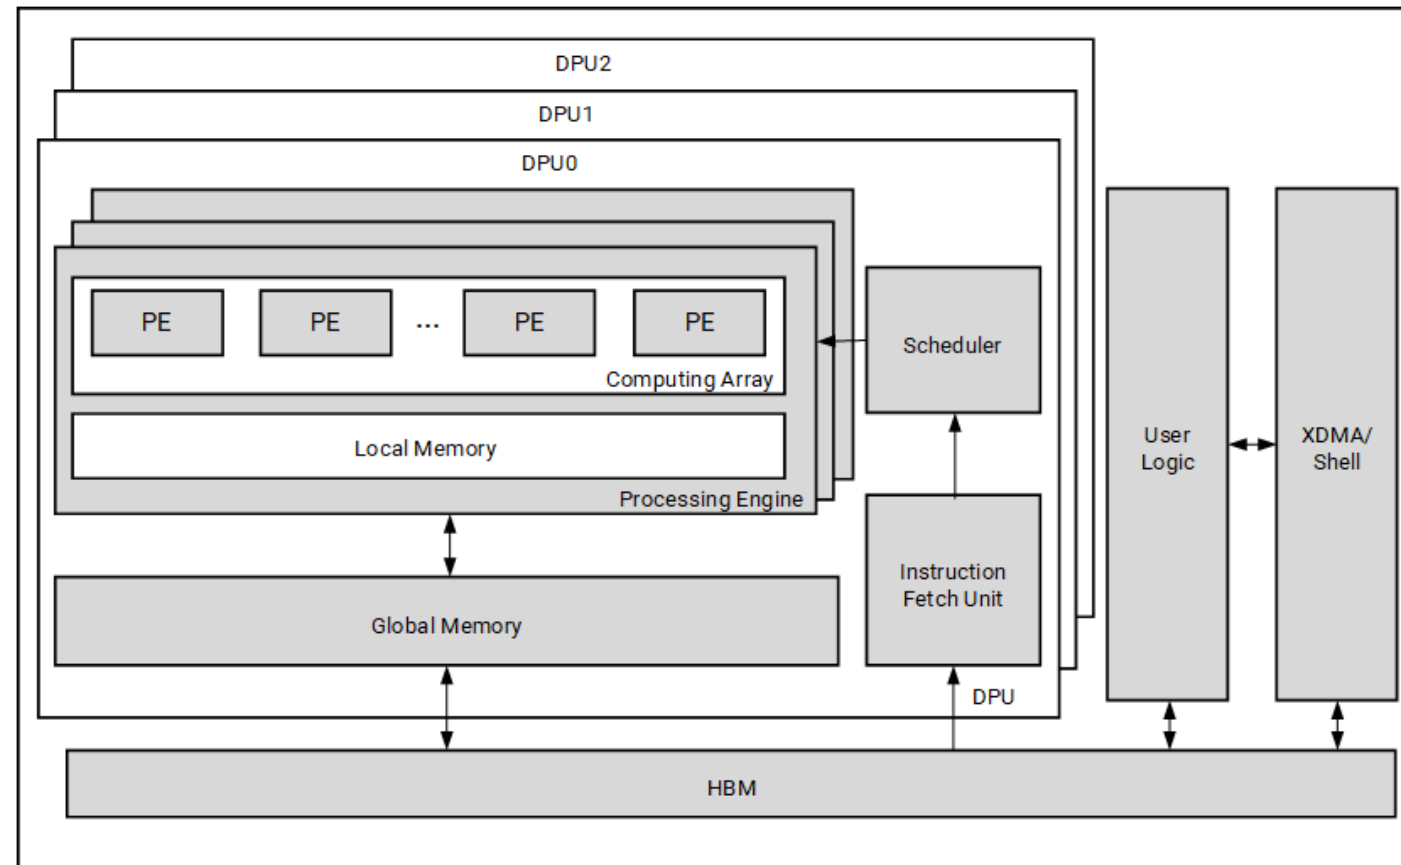 DPU2
DPU1
DPU0
PE PE ... PE PE
Computing Array
Local Memory
Processing Engine
Scheduler
Instruction
Fetch Unit
Global Memory
DPU
User
Logic
XDMA/
Shell
HBM